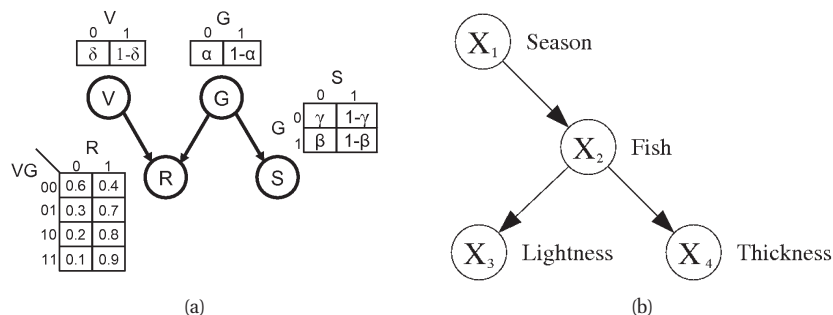 V
0 1
δ 1-δ
G
0 1
α 1-α
V
G
S
0 1
G
0 γ 1-γ
1 β 1-β
R
S
R
VG
0 1
00 0.6 0.4
01 0.3 0.7
10 0.2 0.8
11 0.1 0.9
(a)
X₁ Season
X₂ Fish
X₃ Lightness
X₄ Thickness
(b)